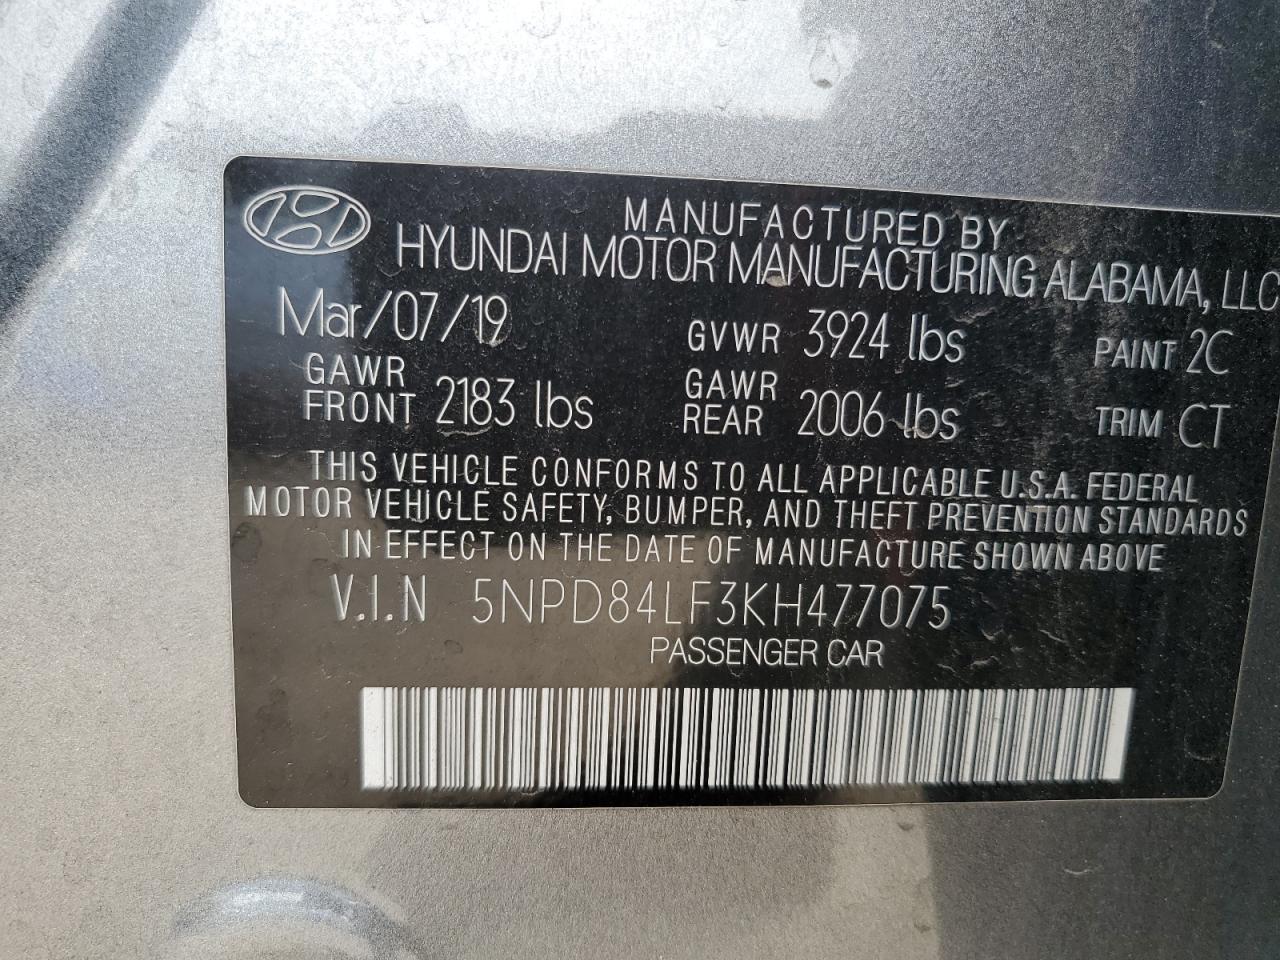 MANUFACTURED BY
HYUNDAI MOTOR MANUFACTURING ALABAMA, LLC
Mar/07/19 GVWR 3924 lbs PAINT 2C
GAWR FRONT 2183 lbs GAWR REAR 2006 lbs TRIM CT
THIS VEHICLE CONFORMS TO ALL APPLICABLE U.S.A. FEDERAL
MOTOR VEHICLE SAFETY, BUMPER, AND THEFT PREVENTION STANDARDS
IN EFFECT ON THE DATE OF MANUFACTURE SHOWN ABOVE
V.I.N 5NPD84LF3KH477075
PASSENGER CAR